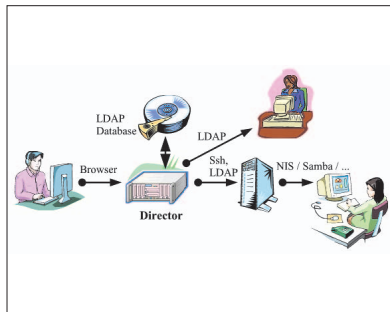 LDAP
Database
LDAP
Browser
Ssh,
LDAP
NIS / Samba / ...
Director